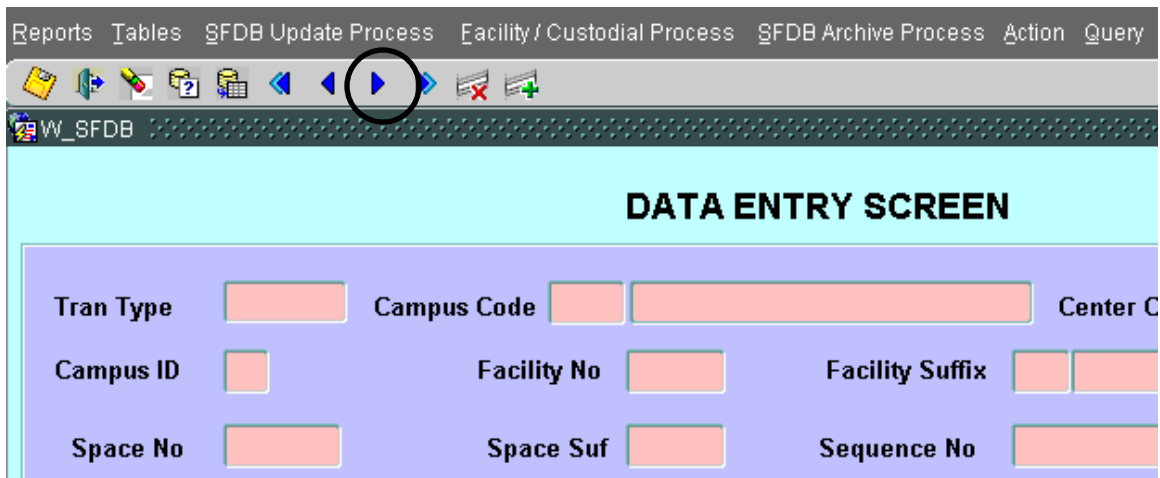 Reports Tables SFDB Update Process Facility / Custodial Process SFDB Archive Process Action Query
W_SFDB
DATA ENTRY SCREEN
Tran Type Campus Code Center C
Campus ID Facility No Facility Suffix
Space No Space Suf Sequence No